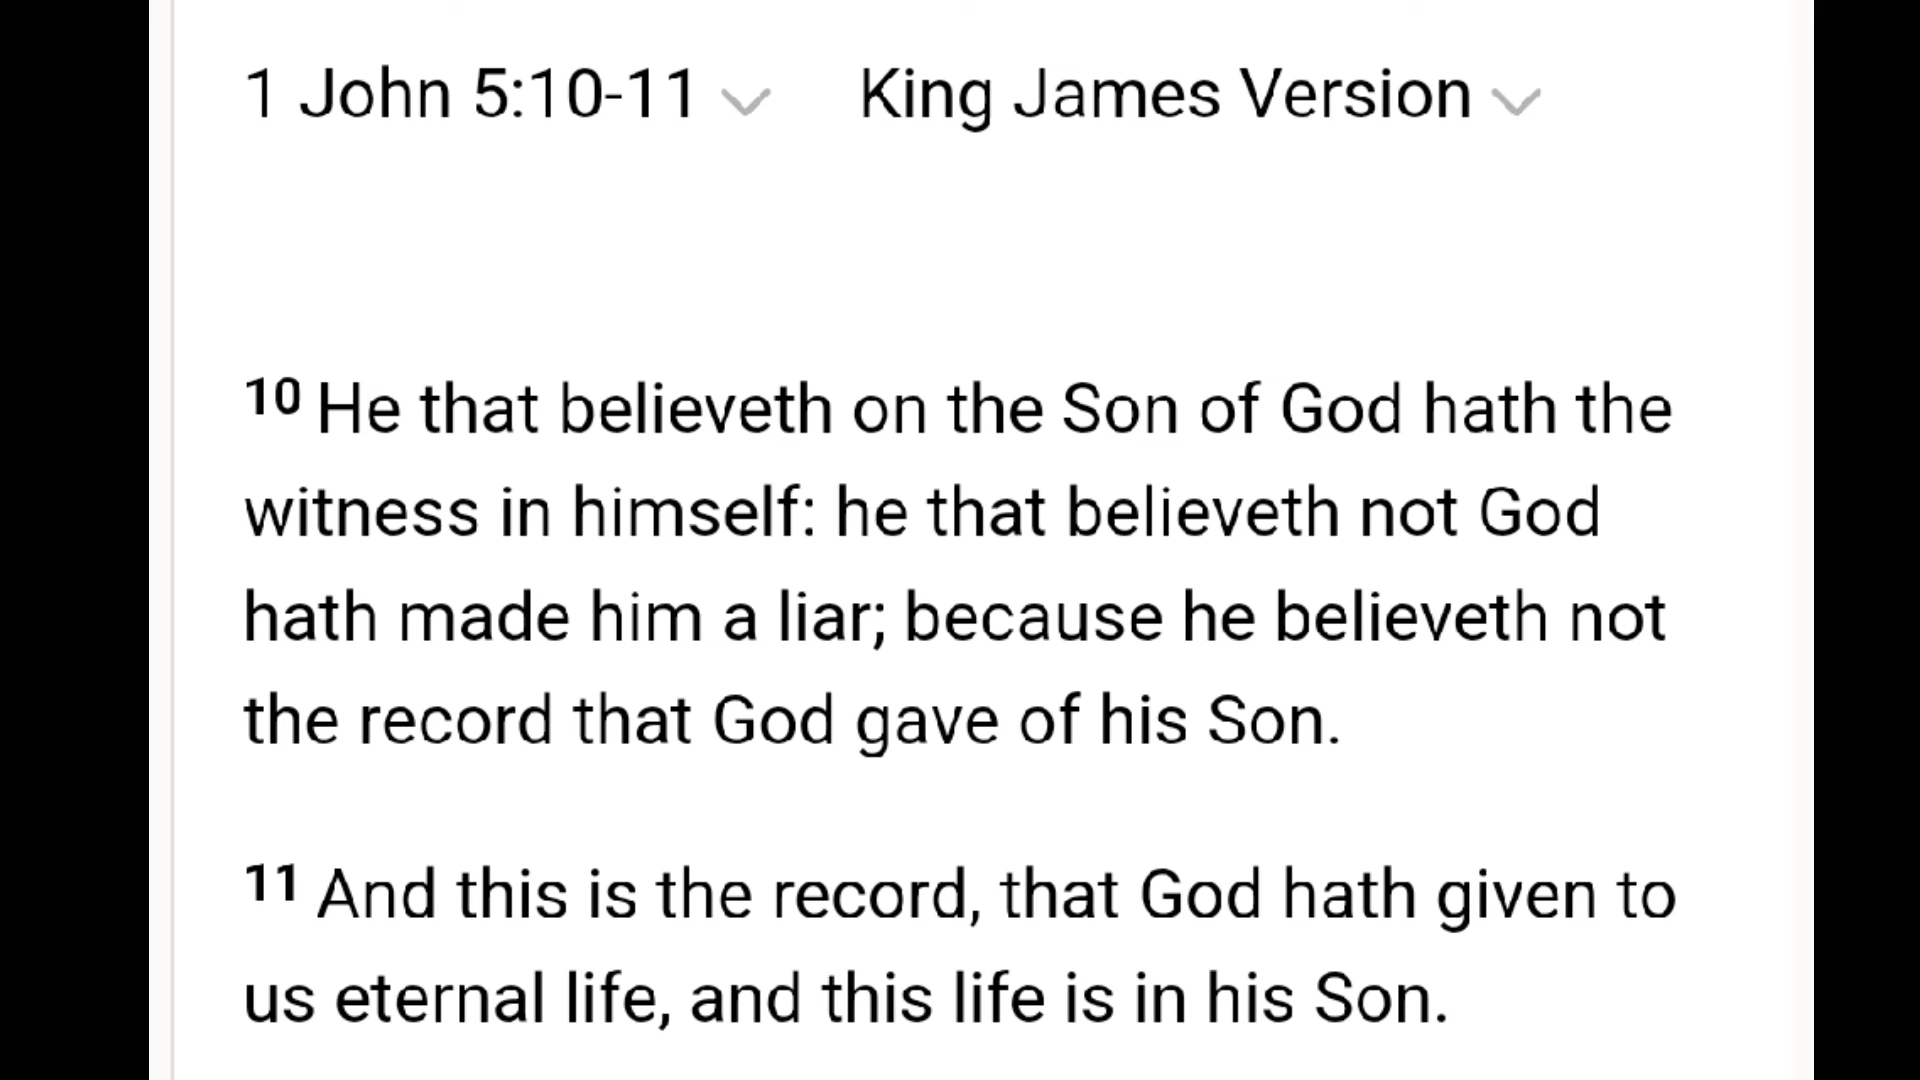 1 John 5:10-11 King James Version
10 He that believeth on the Son of God hath the
witness in himself: he that believeth not God
hath made him a liar; because he believeth not
the record that God gave of his Son.
11 And this is the record, that God hath given to
us eternal life, and this life is in his Son.